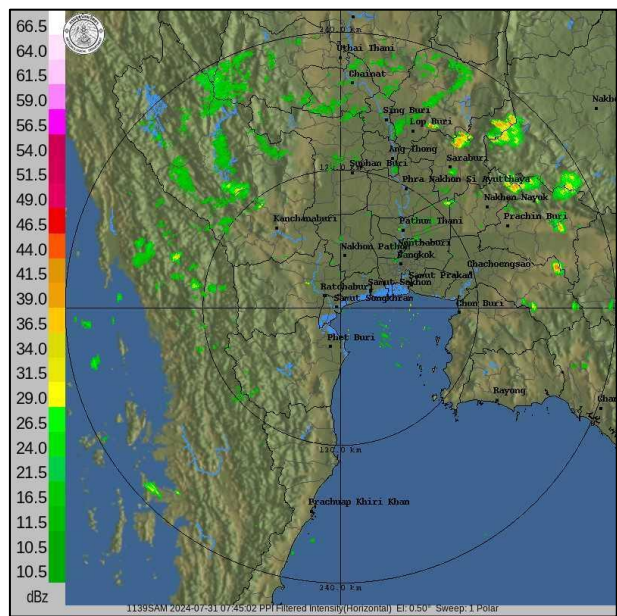 66.5
64.0
61.5
59.0
56.5
54.0
51.5
49.0
46.5
44.0
41.5
39.0
36.5
34.0
31.5
29.0
26.5
24.0
21.5
16.5
15.5
10.5
10.5
dBz
240.0 km
Uthai Thani
Chainat
Sing Buri
Lop Buri
Ang Thong
Saraburi
Suphan Buri
Phra Nakhon Si Ayutthaya
Nakhon Nayok
Kanchanaburi
Pathum Thani
Prachin Buri
Nakhon Pathom
Nonthaburi
Bangkok
Chachoengsao
Samut Prakan
Ratchaburi
Samut Sakhon
Samut Songkhram
Chon Buri
Phet Buri
Rayong
Chan
Prachuap Khiri Khan
240.0 km
1139SAM 2024-07-31 07:45:02 PPI Filtered Intensity(Horizontal) El: 0.50° Sweep: 1 Polar